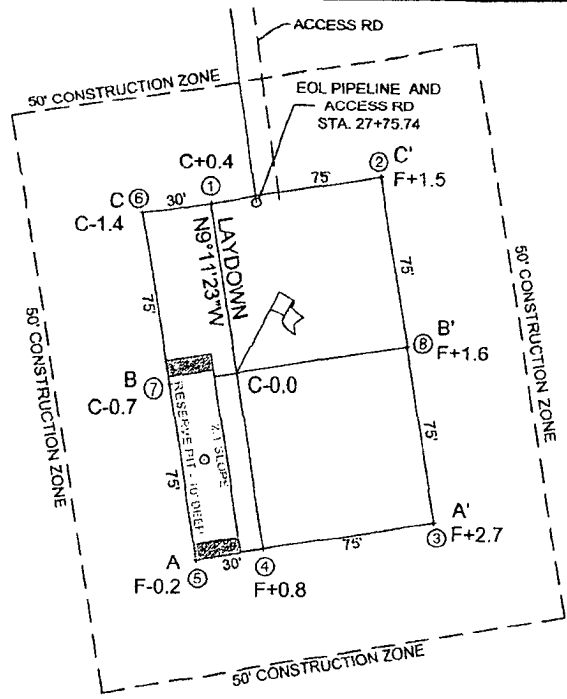 ACCESS RD
50' CONSTRUCTION ZONE
EOL PIPELINE AND
ACCESS RD
STA. 27+75.74
C+0.4
75'
2
C'
F+1.5
C
6
30'
1
C-1.4
LAYDOWN
N9°11'23"W
75'
75'
50' CONSTRUCTION ZONE
50' CONSTRUCTION ZONE
B'
8
F+1.6
B
7
C-0.7
C-0.0
RESERVE PIT - 10' DEEP
2:1 SLOPE
75'
75'
A'
3
F+2.7
A
5
F-0.2
30'
4
F+0.8
75'
50' CONSTRUCTION ZONE